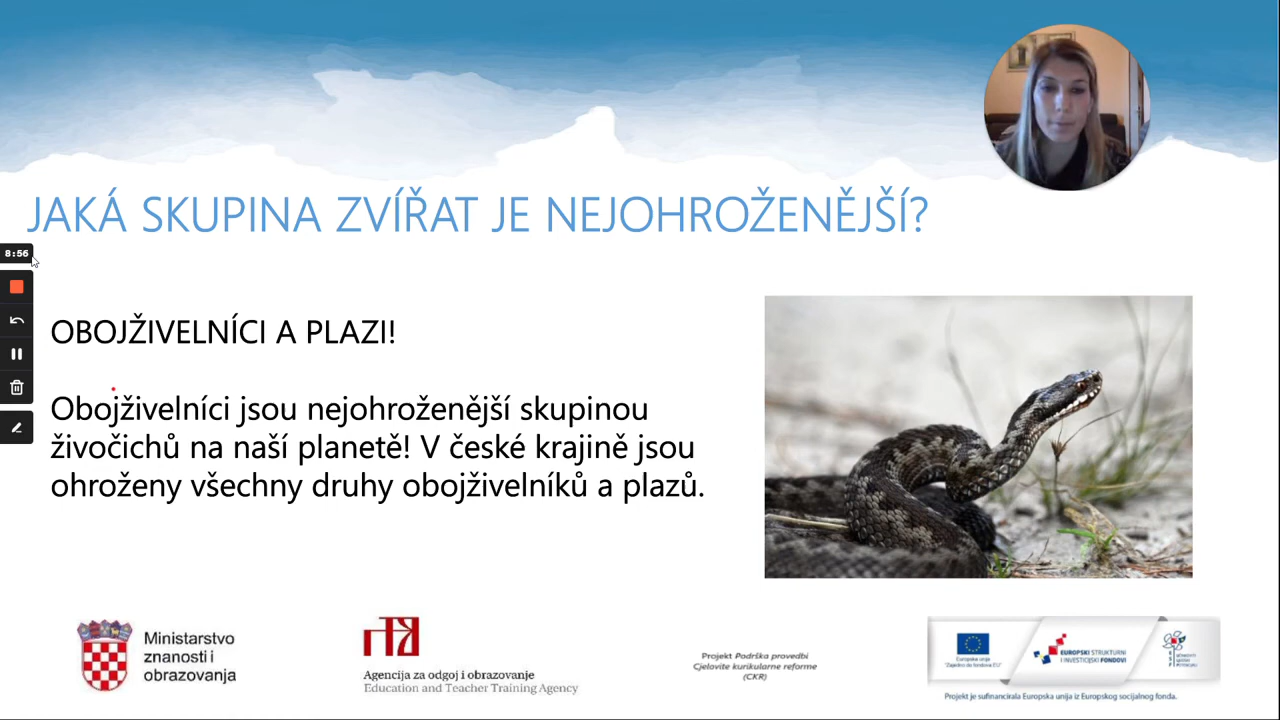 JAKÁ SKUPINA ZVÍŘAT JE NEJOHROŽENĚJŠÍ?
8:56
OBOJŽIVELNÍCI A PLAZI!
Obojživelníci jsou nejohroženější skupinou
živočichů na naší planetě! V české krajině jsou
ohroženy všechny druhy obojživelníků a plazů.
Ministarstvo
znanosti i
obrazovanja
Agencija za odgoj i obrazovanje
Education and Teacher Training Agency
Projekt Podrška provedbi
Cjelovite kurikularne reforme
(CKR)
Europska unija
"Zajedno do fondova EU"
EUROPSKI STRUKTURNI
I INVESTICIJSKI FONDOVI
Projekt je sufinancirala Europska unija iz Europskog socijalnog fonda.